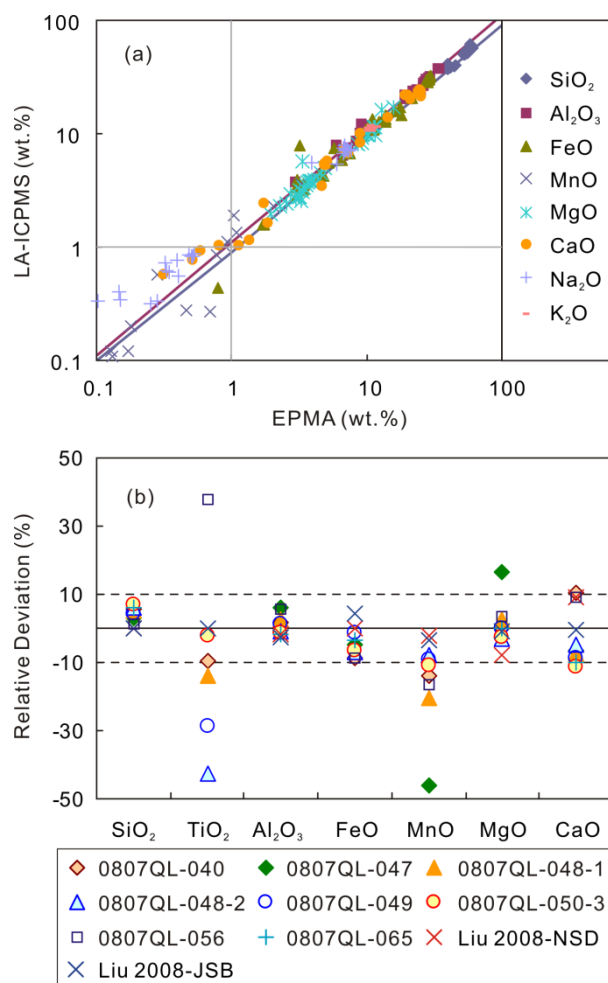 100
(a)
10
1
0.1
LA-ICPMS (wt.%)
0.1 1 10 100
EPMA (wt.%)
SiO₂
Al₂O₃
FeO
MnO
MgO
CaO
Na₂O
K₂O
50
(b)
30
10
-10
-30
-50
Relative Deviation (%)
SiO₂ TiO₂ Al₂O₃ FeO MnO MgO CaO
0807QL-040 0807QL-047 0807QL-048-1
0807QL-048-2 0807QL-049 0807QL-050-3
0807QL-056 0807QL-065 Liu 2008-NSD
Liu 2008-JSB